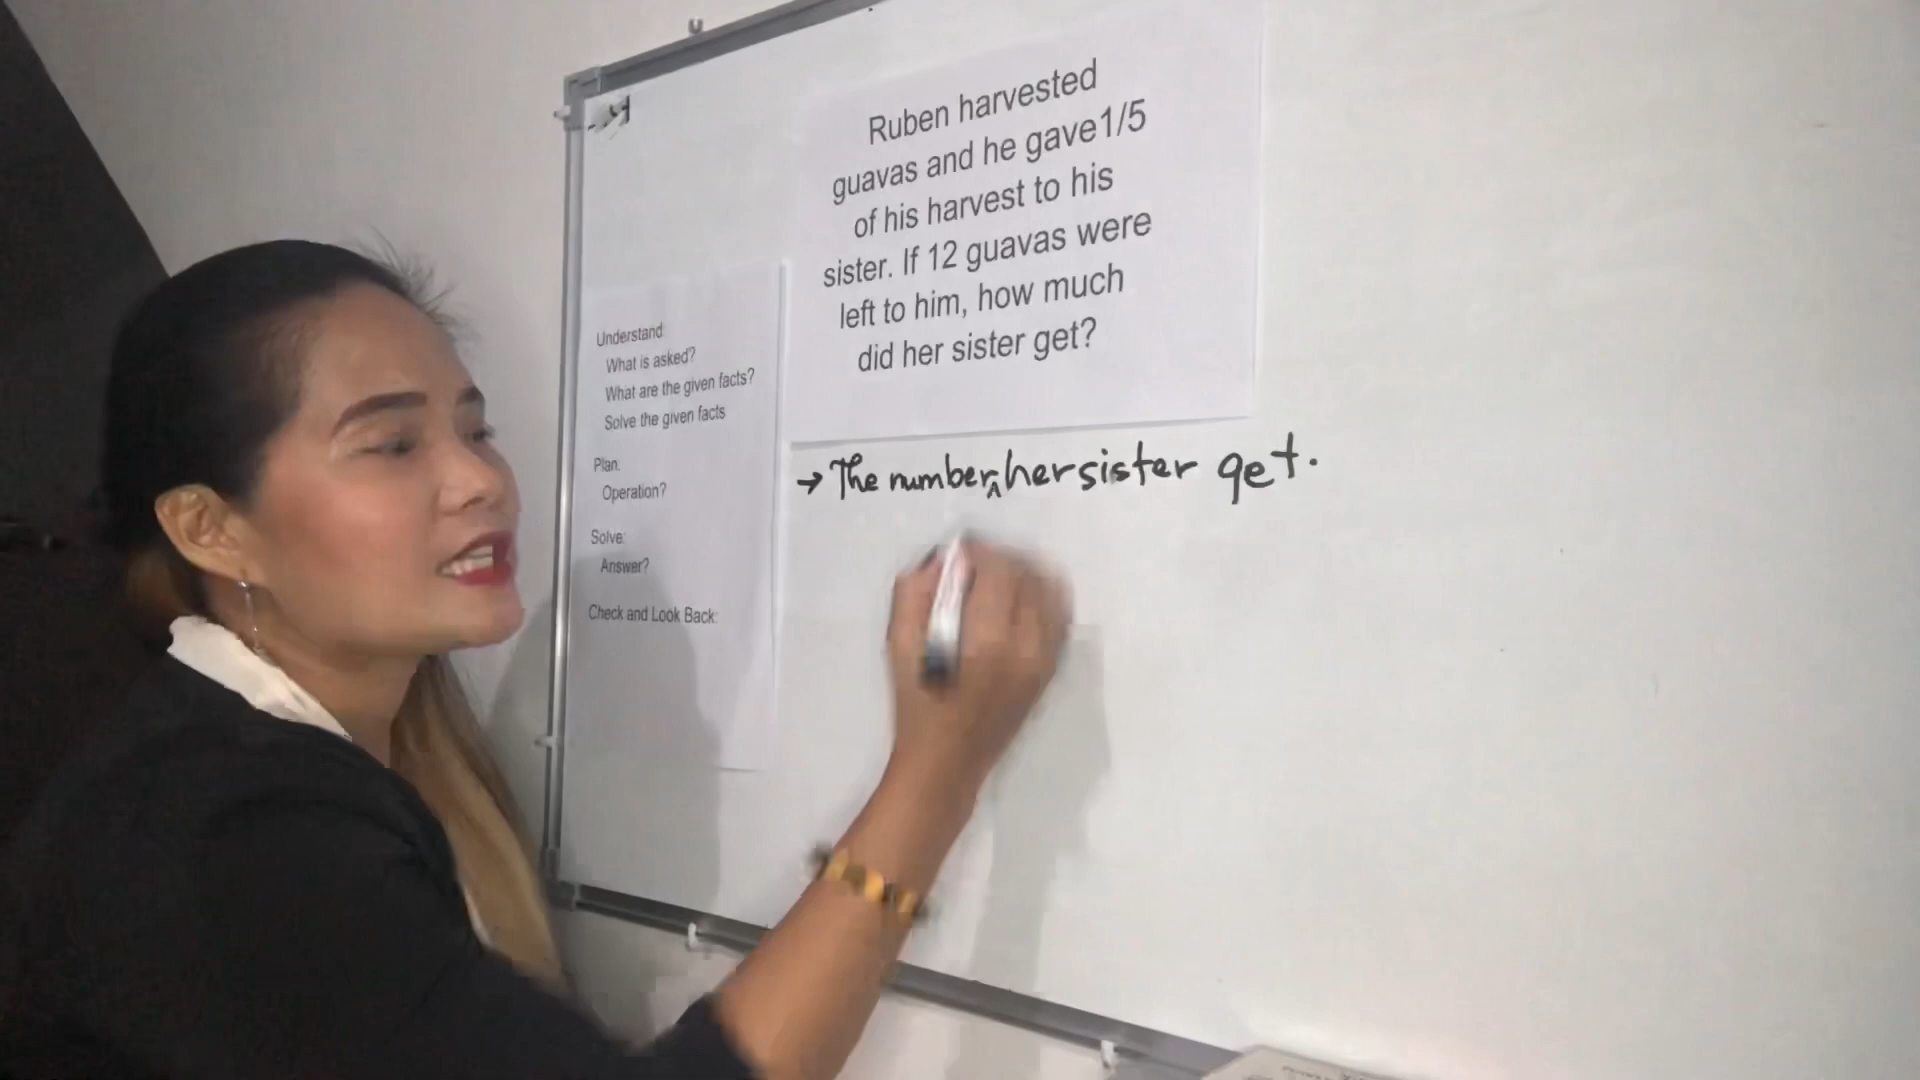 Ruben harvested
guavas and he gave1/5
of his harvest to his
sister. If 12 guavas were
left to him, how much
did her sister get?
Understand:
What is asked?
What are the given facts?
Solve the given facts
Plan:
Operation?
Solve:
Answer?
Check and Look Back:
→ The number ^ her sister get.